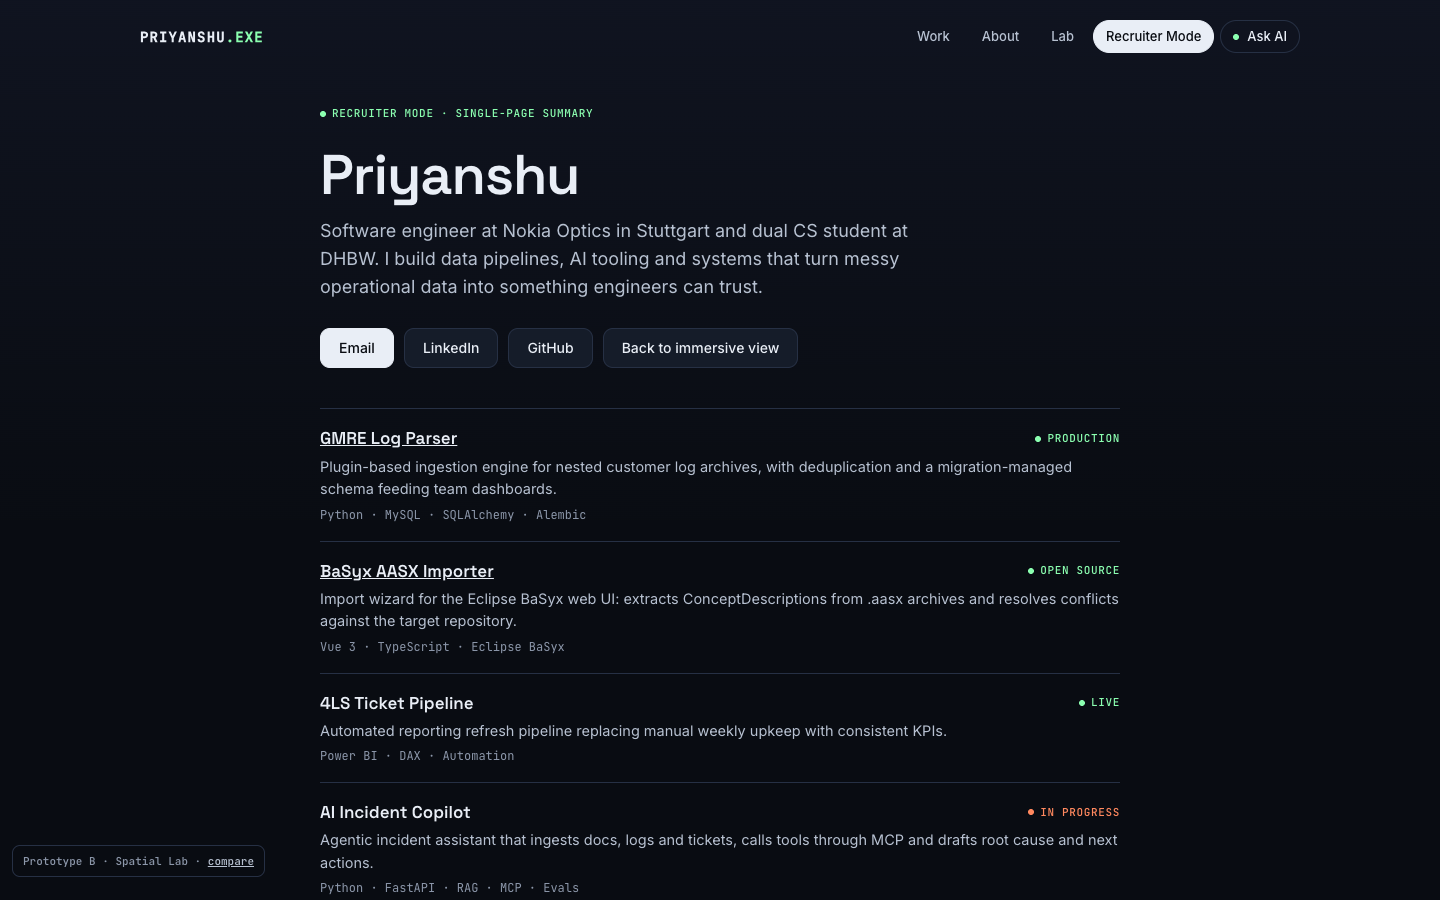 PRIYANSHU.EXE
Work
About
Lab
Recruiter Mode
Ask AI
RECRUITER MODE · SINGLE-PAGE SUMMARY
Priyanshu
Software engineer at Nokia Optics in Stuttgart and dual CS student at
DHBW. I build data pipelines, AI tooling and systems that turn messy
operational data into something engineers can trust.
Email
LinkedIn
GitHub
Back to immersive view
GMRE Log Parser
PRODUCTION
Plugin-based ingestion engine for nested customer log archives, with deduplication and a migration-managed
schema feeding team dashboards.
Python · MySQL · SQLAlchemy · Alembic
BaSyx AASX Importer
OPEN SOURCE
Import wizard for the Eclipse BaSyx web UI: extracts ConceptDescriptions from .aasx archives and resolves conflicts
against the target repository.
Vue 3 · TypeScript · Eclipse BaSyx
4LS Ticket Pipeline
LIVE
Automated reporting refresh pipeline replacing manual weekly upkeep with consistent KPIs.
Power BI · DAX · Automation
AI Incident Copilot
IN PROGRESS
Agentic incident assistant that ingests docs, logs and tickets, calls tools through MCP and drafts root cause and next
actions.
Python · FastAPI · RAG · MCP · Evals
Prototype B · Spatial Lab · compare